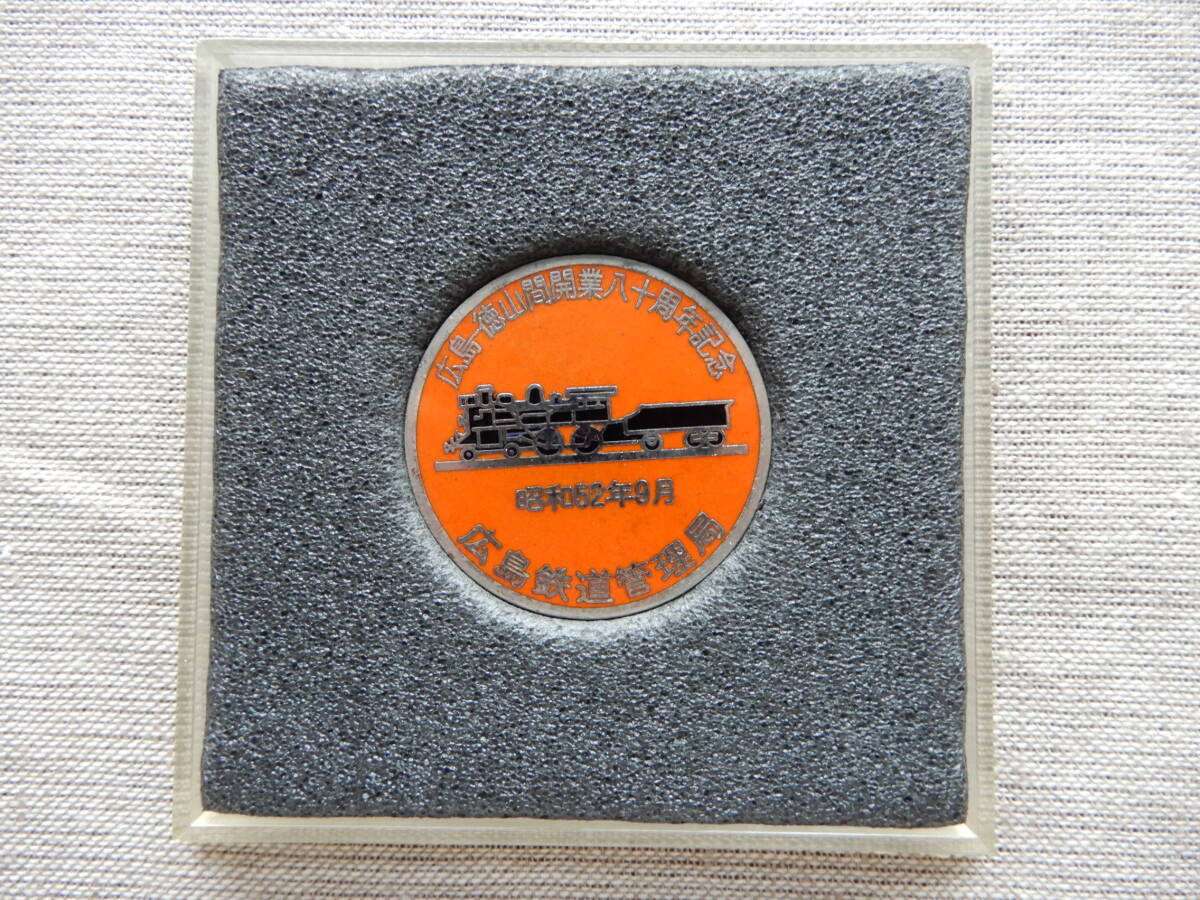 広島-徳山間開業八十周年記念
昭和52年9月
広島鉄道管理局